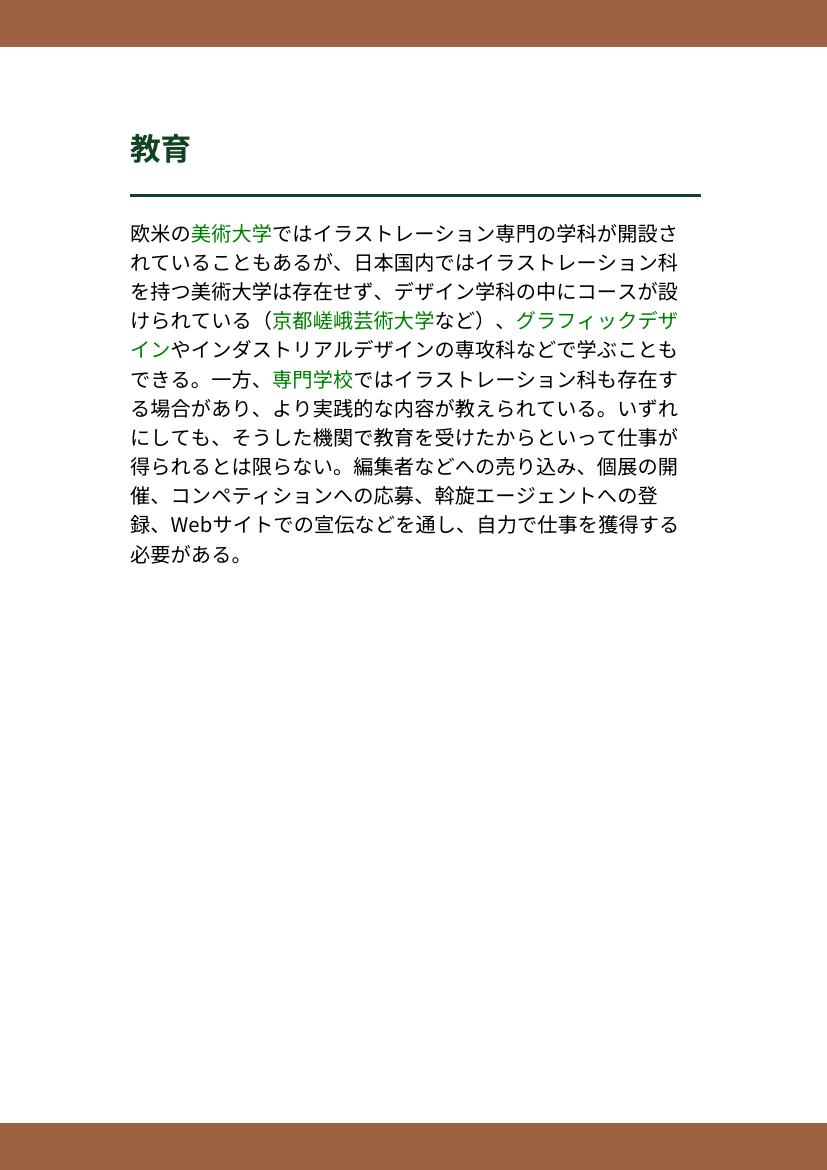 教育
欧米の美術大学ではイラストレーション専門の学科が開設さ
れていることもあるが、日本国内ではイラストレーション科
を持つ美術大学は存在せず、デザイン学科の中にコースが設
けられている（京都嵯峨芸術大学など）、グラフィックデザ
インやインダストリアルデザインの専攻科などで学ぶことも
できる。一方、専門学校ではイラストレーション科も存在す
る場合があり、より実践的な内容が教えられている。いずれ
にしても、そうした機関で教育を受けたからといって仕事が
得られるとは限らない。編集者などへの売り込み、個展の開
催、コンペティションへの応募、斡旋エージェントへの登
録、Webサイトでの宣伝などを通し、自力で仕事を獲得する
必要がある。